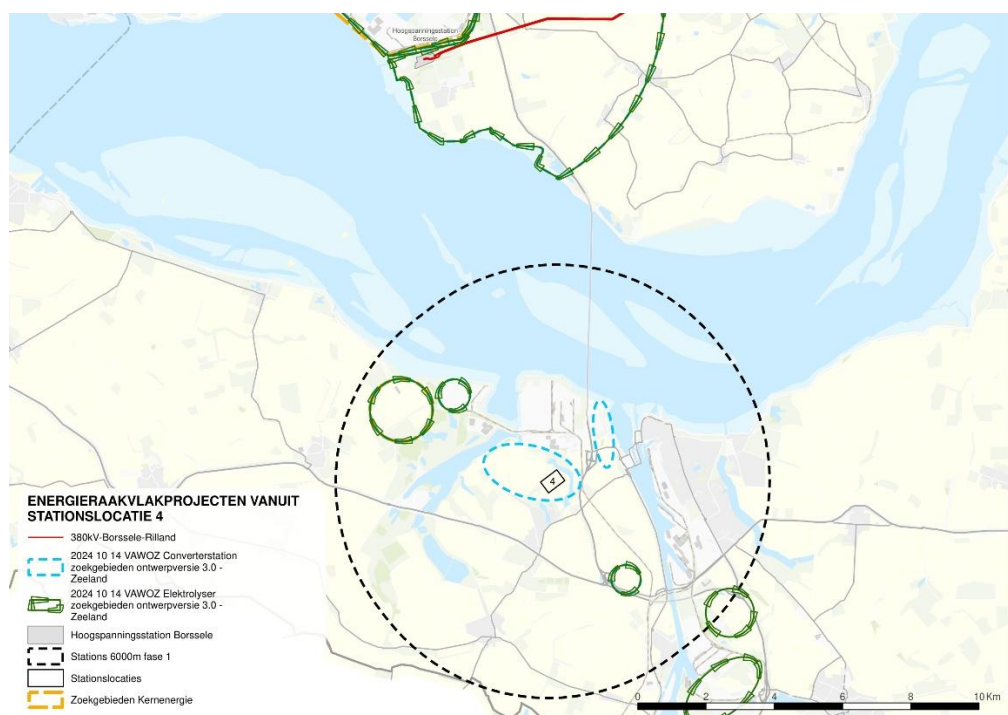 Hoogspanningsstation
Borssele
4
ENERGIERAAKVLAKPROJECTEN VANUIT
STATIONSLOCATIE 4
380kV-Borssele-Rilland
2024 10 14 VAWOZ Converterstation
zoekgebieden ontwerpversie 3.0 -
Zeeland
2024 10 14 VAWOZ Elektrolyser
zoekgebieden ontwerpversie 3.0 -
Zeeland
Hoogspanningsstation Borssele
Stations 6000m fase 1
Stationslocaties
Zoekgebieden Kernenergie
0 2 4 6 8 10 Km